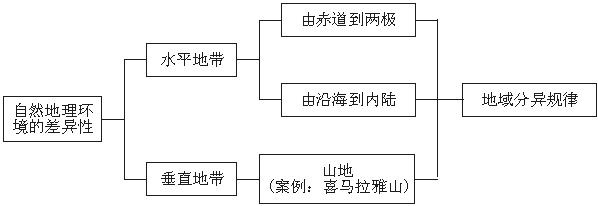 由赤道到两极
水平地带
由沿海到内陆
地域分异规律
自然地理环
境的差异性
垂直地带
山地
(案例：喜马拉雅山)